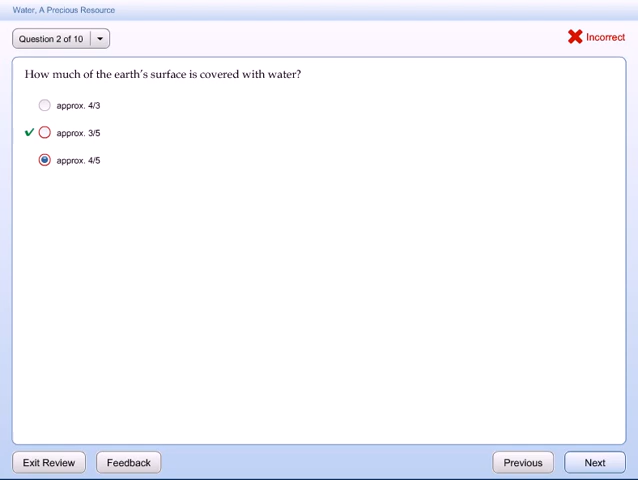 Water, A Precious Resource
Question 2 of 10
Incorrect
How much of the earth's surface is covered with water?
approx. 4/3
approx. 3/5
approx. 4/5
Exit Review
Feedback
Previous
Next